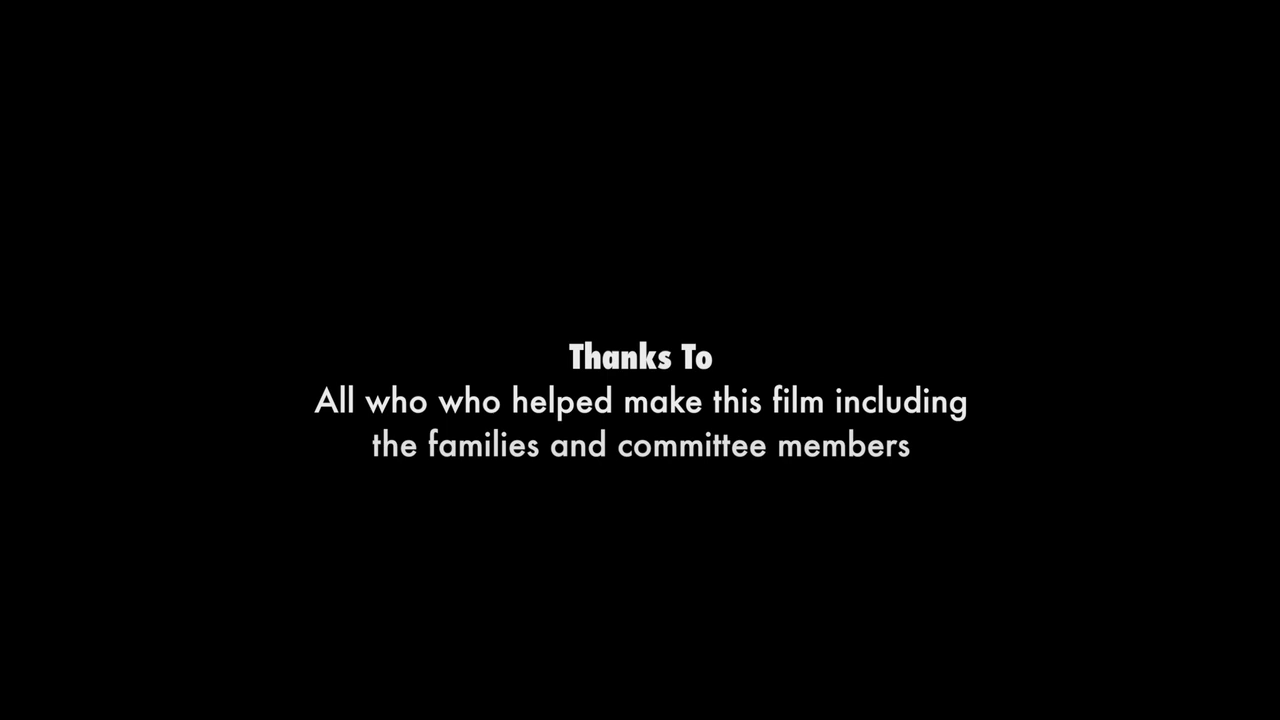 Thanks To
All who who helped make this film including
the families and committee members